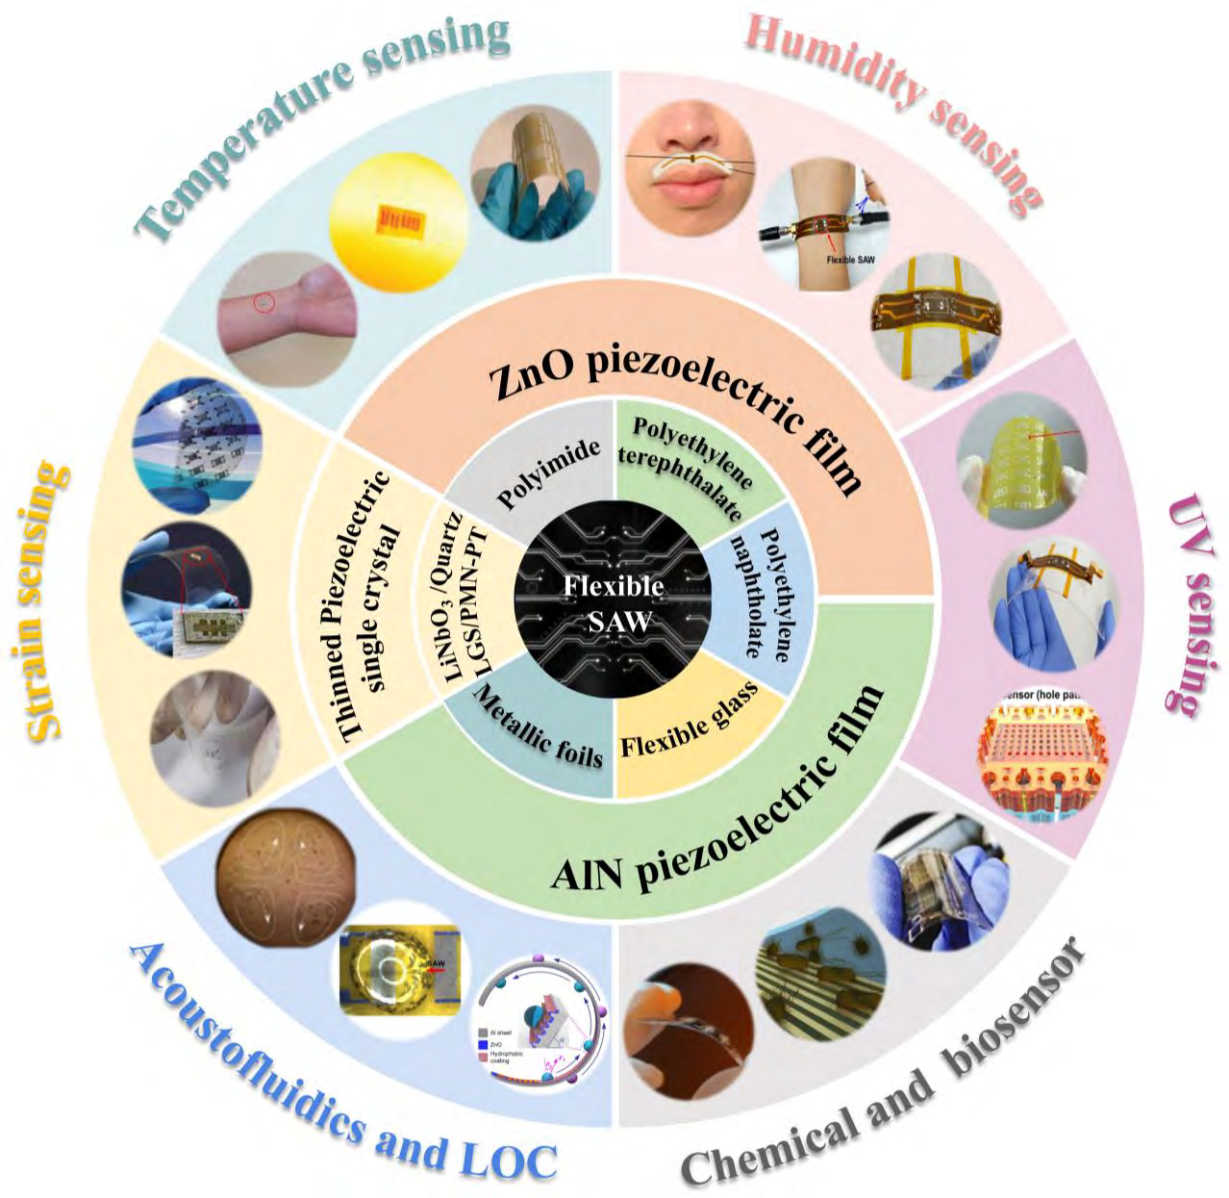 Temperature sensing
Humidity sensing
Flexible SAW
ZnO piezoelectric film
Polyimide
Polyethylene
terephthalate
Polyethylene
naphtholate
Flexible
SAW
LiNbO₃ /Quartz
LGS/PMN-PT
Thinned Piezoelectric
single crystal
Strain sensing
UV sensing
Metallic foils
Flexible glass
AlN piezoelectric film
(hole
SAW
Al sheet
ZnO
Hydrophobic
coating
Acoustofluidics and LOC
Chemical and biosensor